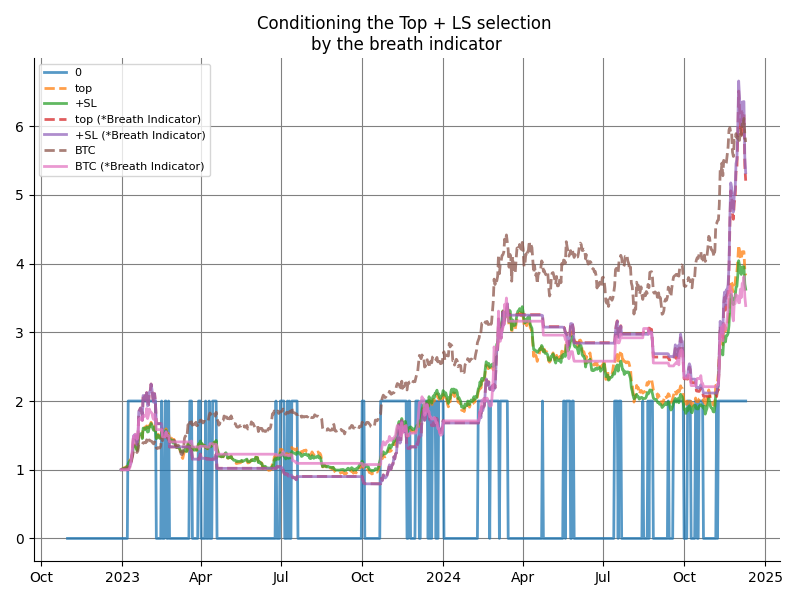 Conditioning the Top + LS selection
by the breath indicator
0
top
+SL
top (*Breath Indicator)
+SL (*Breath Indicator)
BTC
BTC (*Breath Indicator)
6
5
4
3
2
1
0
Oct 2023 Apr Jul Oct 2024 Apr Jul Oct 2025